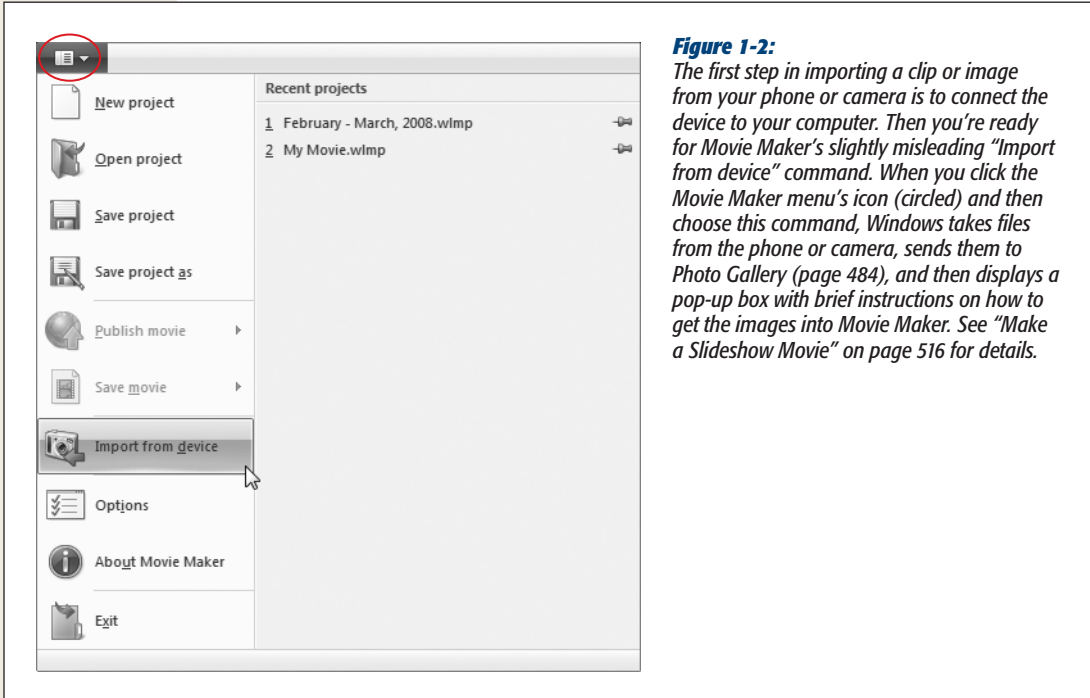 New project
Open project
Save project
Save project as
Publish movie
Save movie
Import from device
Options
About Movie Maker
Exit
Recent projects
1 February - March, 2008.wlmp
2 My Movie.wlmp
Figure 1-2:
The first step in importing a clip or image
from your phone or camera is to connect the
device to your computer. Then you’re ready
for Movie Maker’s slightly misleading “Import
from device” command. When you click the
Movie Maker menu’s icon (circled) and then
choose this command, Windows takes files
from the phone or camera, sends them to
Photo Gallery (page 484), and then displays a
pop-up box with brief instructions on how to
get the images into Movie Maker. See “Make
a Slideshow Movie” on page 516 for details.